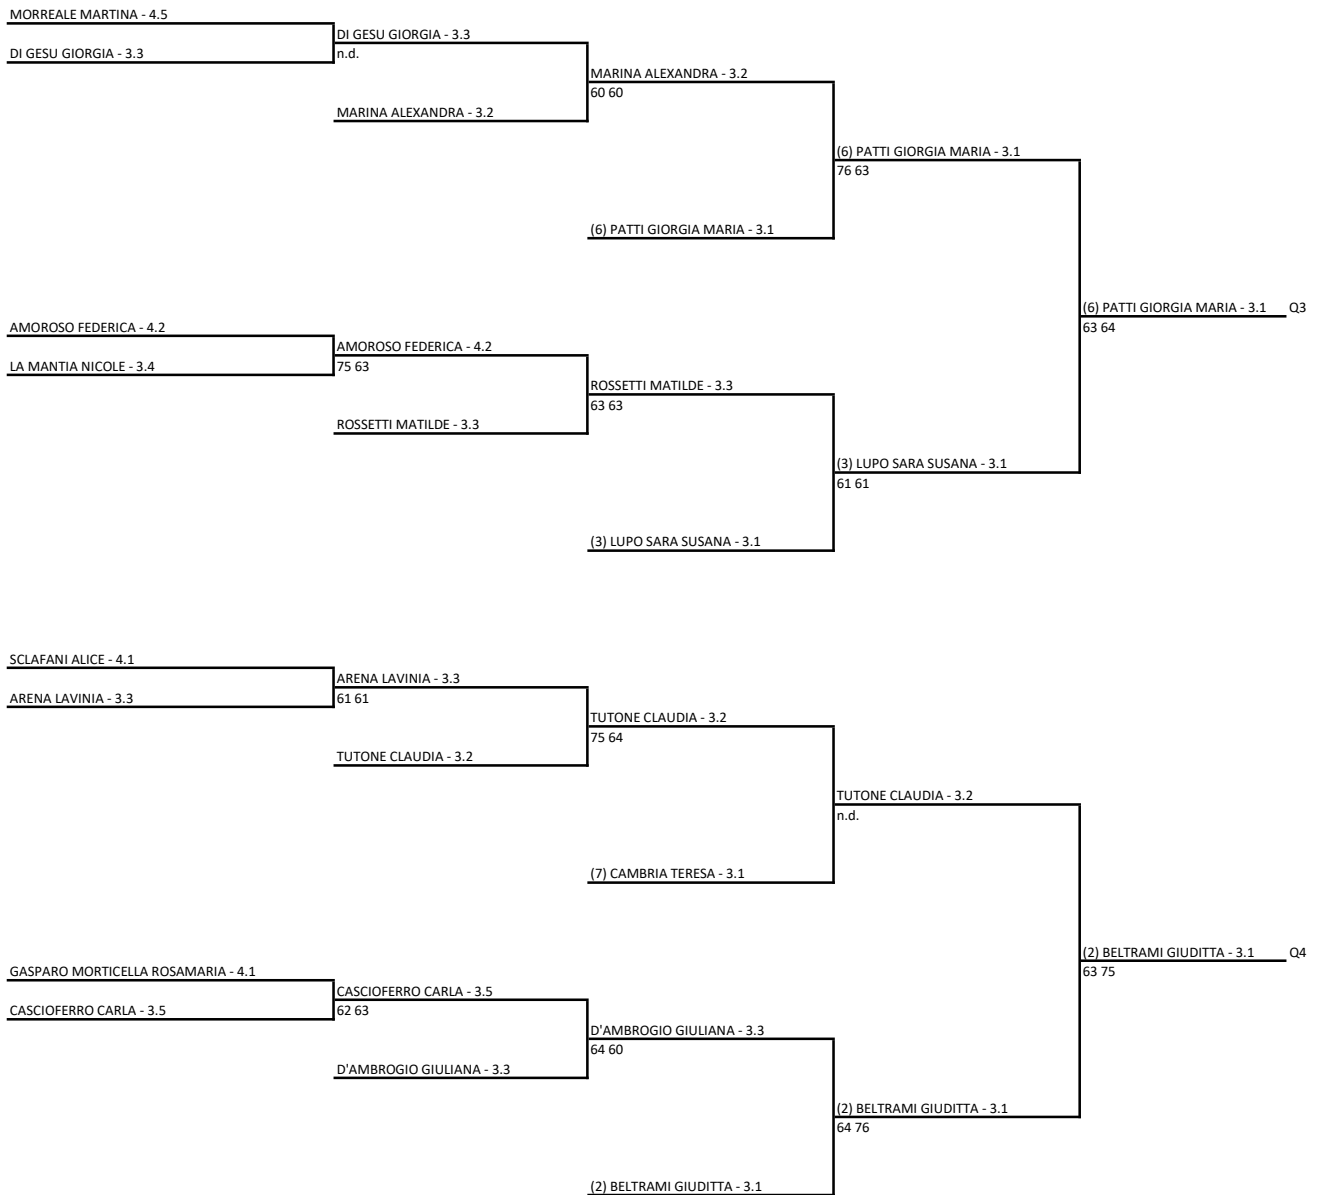 MORREALE MARTINA - 4.5
DI GESU GIORGIA - 3.3
DI GESU GIORGIA - 3.3
n.d.
MARINA ALEXANDRA - 3.2
60 60
MARINA ALEXANDRA - 3.2
(6) PATTI GIORGIA MARIA - 3.1
76 63
(6) PATTI GIORGIA MARIA - 3.1
(6) PATTI GIORGIA MARIA - 3.1 Q3
63 64
AMOROSO FEDERICA - 4.2
AMOROSO FEDERICA - 4.2
LA MANTIA NICOLE - 3.4
75 63
ROSSETTI MATILDE - 3.3
63 63
ROSSETTI MATILDE - 3.3
(3) LUPO SARA SUSANA - 3.1
61 61
(3) LUPO SARA SUSANA - 3.1
SCLAFANI ALICE - 4.1
ARENA LAVINIA - 3.3
ARENA LAVINIA - 3.3
61 61
TUTONE CLAUDIA - 3.2
75 64
TUTONE CLAUDIA - 3.2
TUTONE CLAUDIA - 3.2
n.d.
(7) CAMBRIA TERESA - 3.1
(2) BELTRAMI GIUDITTA - 3.1 Q4
63 75
GASPARO MORTICELLA ROSAMARIA - 4.1
CASCIOFERRO CARLA - 3.5
CASCIOFERRO CARLA - 3.5
62 63
D'AMBROGIO GIULIANA - 3.3
64 60
D'AMBROGIO GIULIANA - 3.3
(2) BELTRAMI GIUDITTA - 3.1
64 76
(2) BELTRAMI GIUDITTA - 3.1